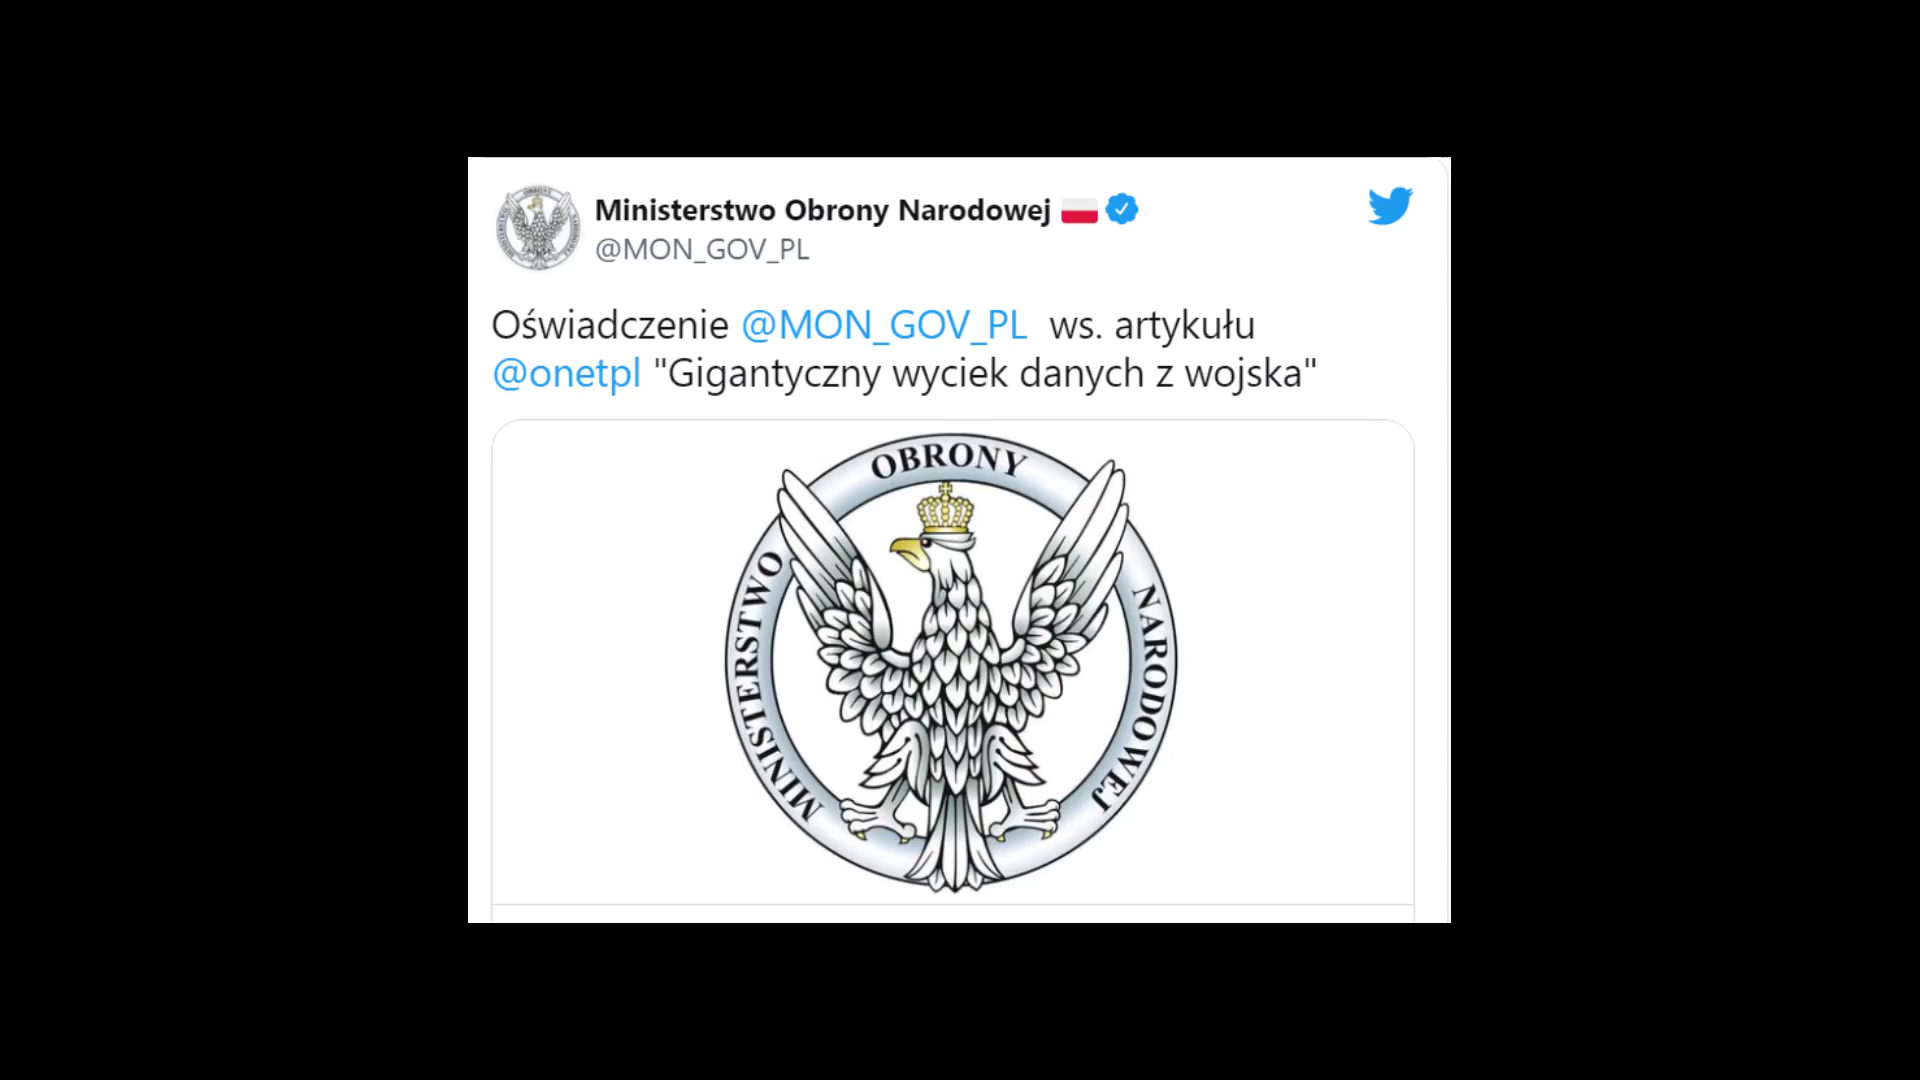 Ministerstwo Obrony Narodowej
@MON_GOV_PL
Oświadczenie @MON_GOV_PL ws. artykułu
@onetpl "Gigantyczny wyciek danych z wojska"
MINISTERSTWO OBRONY NARODOWEJ